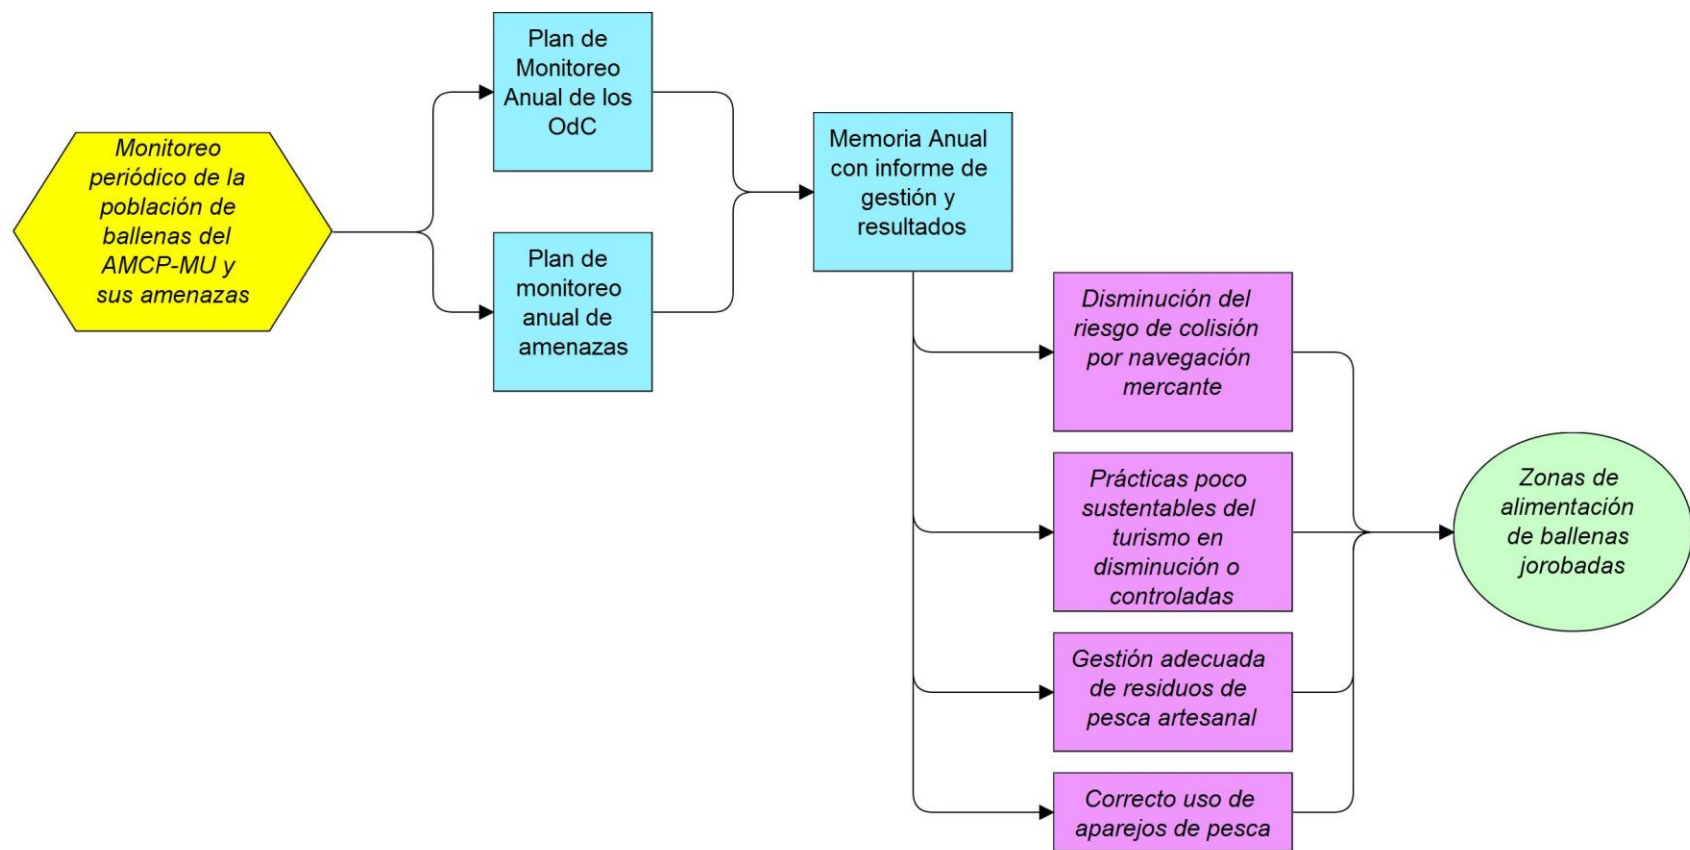 Monitoreo
periódico de la
población de
ballenas del
AMCP-MU y
sus amenazas
Plan de
Monitoreo
Anual de los
OdC
Plan de
monitoreo
anual de
amenazas
Memoria Anual
con informe de
gestión y
resultados
Disminución del
riesgo de colisión
por navegación
mercante
Prácticas poco
sustentables del
turismo en
disminución o
controladas
Gestión adecuada
de residuos de
pesca artesanal
Correcto uso de
aparejos de pesca
Zonas de
alimentación
de ballenas
jorobadas